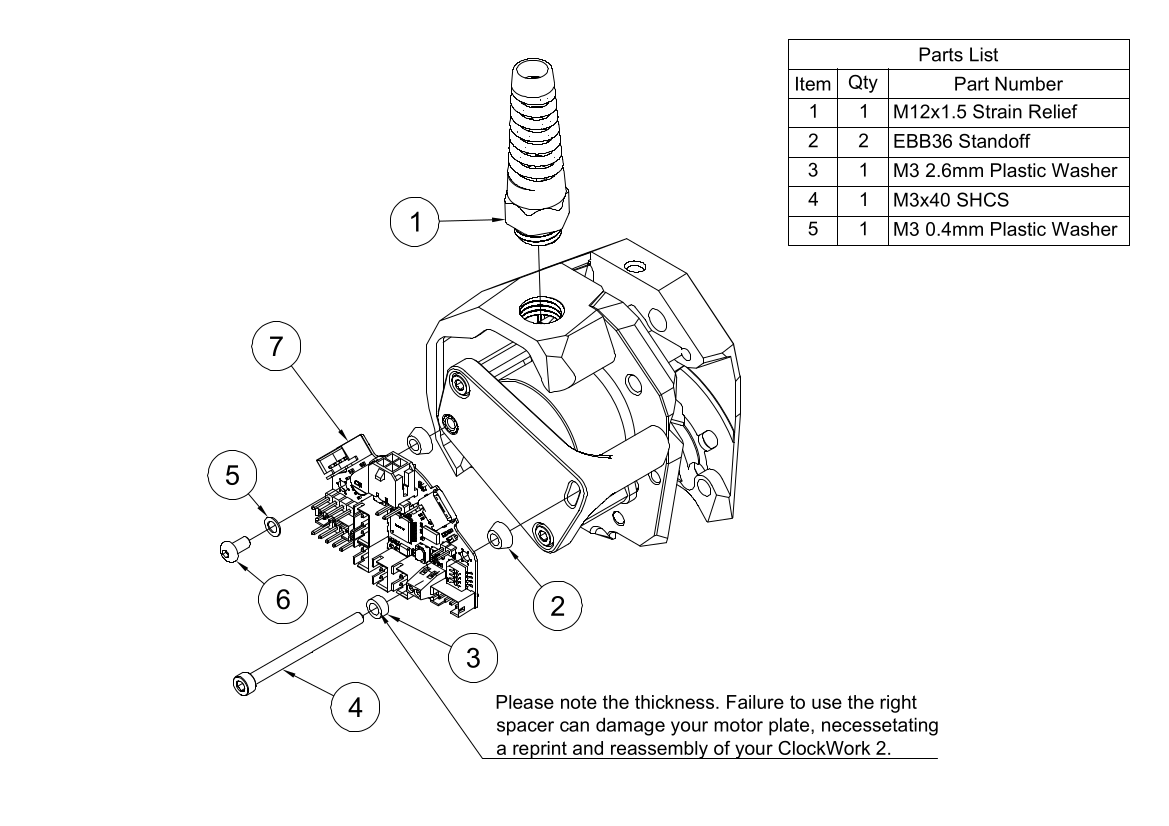 Parts List
Item Qty Part Number
1 1 M12x1.5 Strain Relief
2 2 EBB36 Standoff
3 1 M3 2.6mm Plastic Washer
4 1 M3x40 SHCS
5 1 M3 0.4mm Plastic Washer
1
7
5
6
2
3
4
Please note the thickness. Failure to use the right
spacer can damage your motor plate, necessetating
a reprint and reassembly of your ClockWork 2.